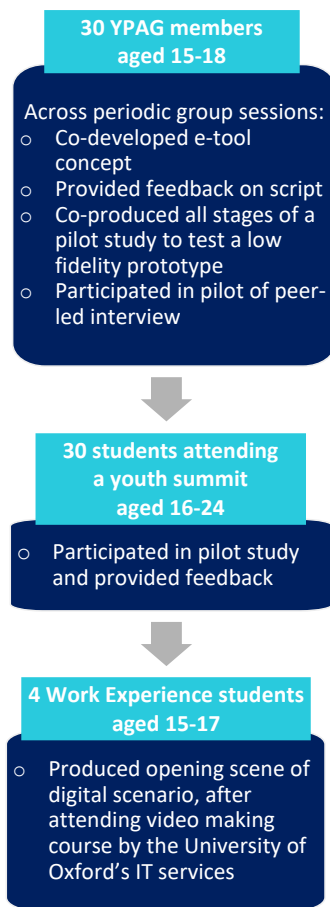 30 YPAG members
aged 15-18
Across periodic group sessions:
o Co-developed e-tool
concept
o Provided feedback on script
o Co-produced all stages of a
pilot study to test a low
fidelity prototype
o Participated in pilot of peer-
led interview
30 students attending
a youth summit
aged 16-24
o Participated in pilot study
and provided feedback
4 Work Experience students
aged 15-17
o Produced opening scene of
digital scenario, after
attending video making
course by the University of
Oxford's IT services